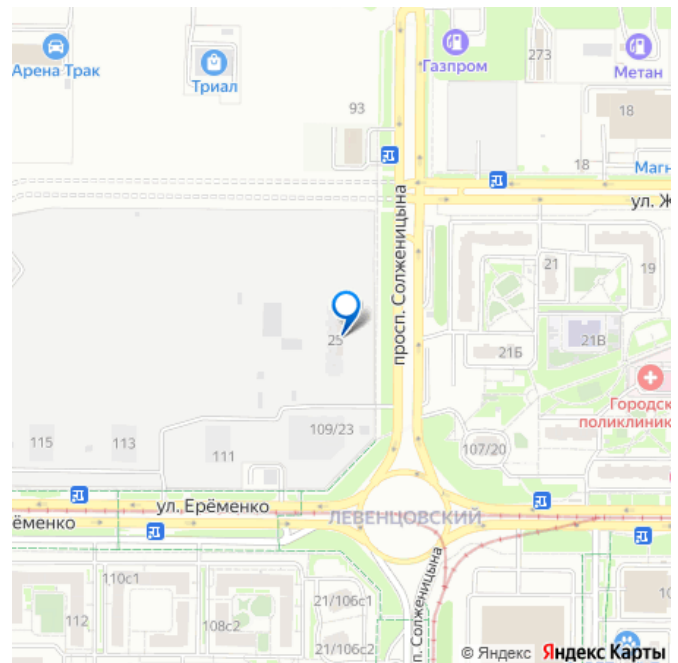 Арена Трак
Триал
93
Газпром
273
Метан
18
18
Магн
ул. Ж
просп. Солженицына
21
19
25
21Б
21В
Городск
поликлиник
115
113
111
109/23
107/20
ул. Ерёменко
ЛЕВЕНЦОВСКИЙ
ёменко
110с1
112
108с2
21/106с1
21/106с2
п. Солженицына
10
© Яндекс Яндекс Карты